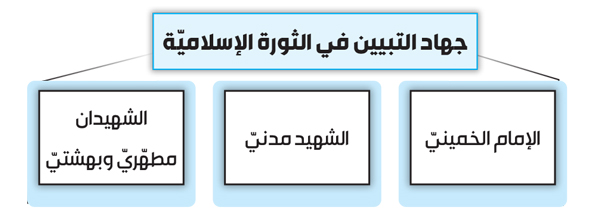 جهاد التبيين في الثورة الإسلاميّة
الإمام الخمينيّ
الشهيد مدنيّ
الشهيدان
مطهّريّ وبهشتيّ